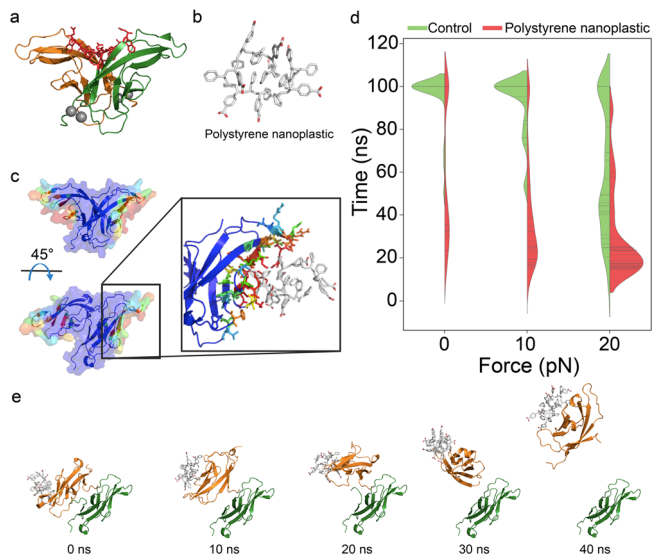 a
b
Polystyrene nanoplastic
c
45°
d
Control
Polystyrene nanoplastic
120
100
80
60
40
20
0
Time (ns)
0
10
20
Force (pN)
e
0 ns
10 ns
20 ns
30 ns
40 ns